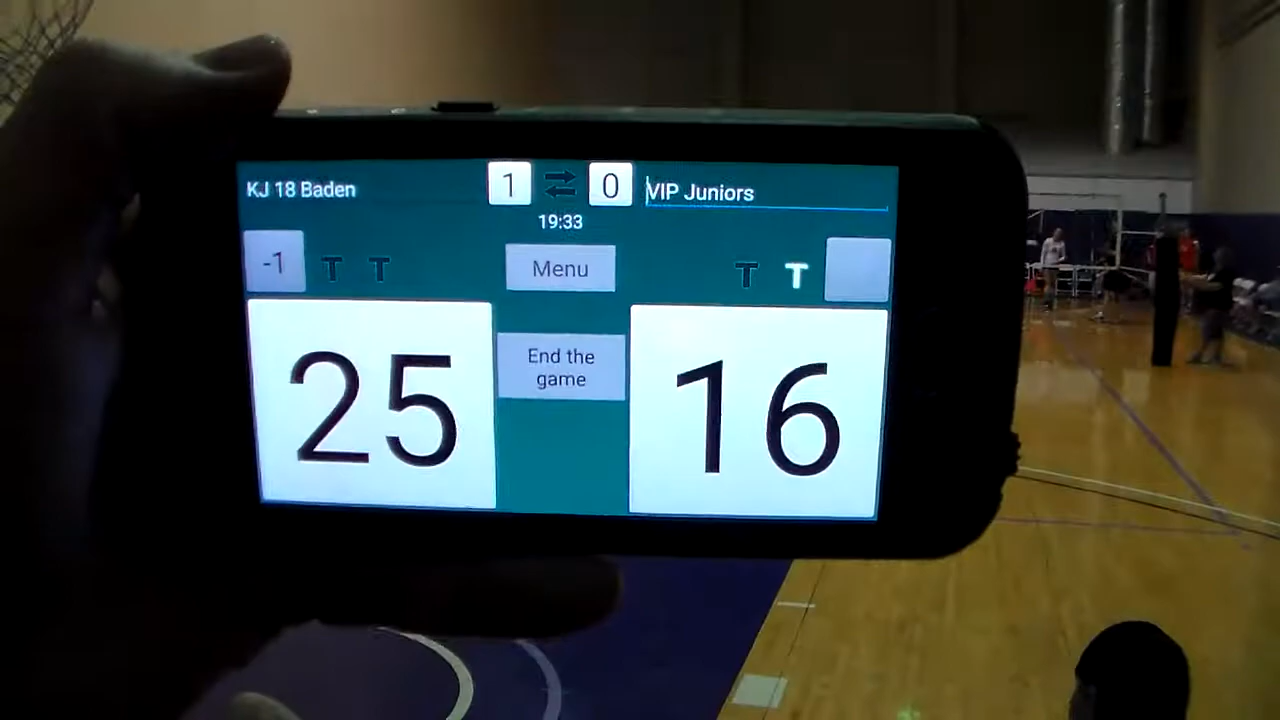 KJ 18 Baden
1
0
VIP Juniors
19:33
-1
T T
Menu
T T
25
End the
game
16